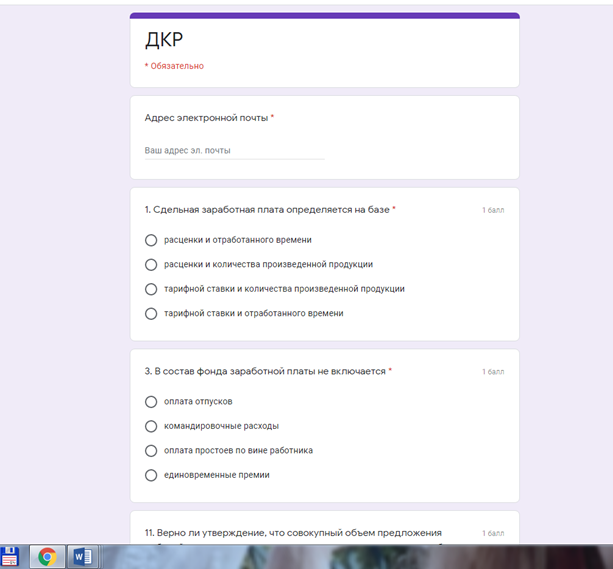 ДКР
* Обязательно
Адрес электронной почты *
Ваш адрес эл. почты
1. Сдельная заработная плата определяется на базе *
1 балл
расценки и отработанного времени
расценки и количества произведенной продукции
тарифной ставки и количества произведенной продукции
тарифной ставки и отработанного времени
3. В состав фонда заработной платы не включается *
1 балл
оплата отпусков
командировочные расходы
оплата простоев по вине работника
единовременные премии
11. Верно ли утверждение, что совокупный объем предложения
1 балл